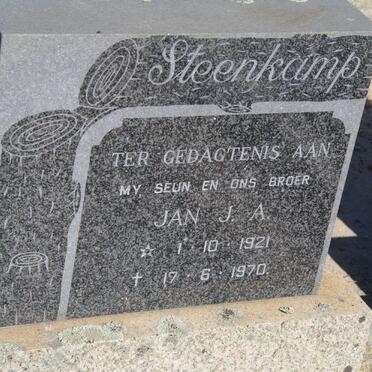 Steenkamp
TER GEDAGTENIS AAN
MY SEUN EN ONS BROER
JAN J. A.
☆ 1·10·1921
✝ 17·6·1970.